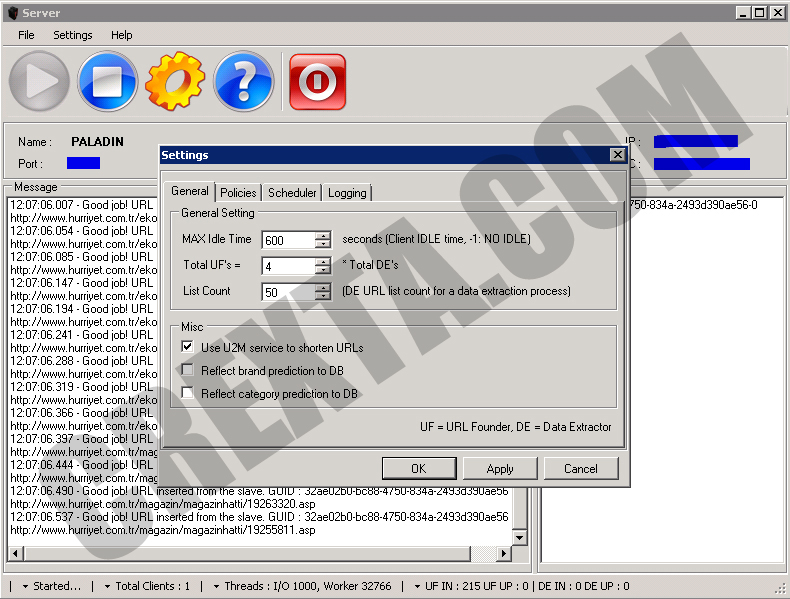 Server
File Settings Help
Name : PALADIN
Port :
IP :
Message
12:07:06.007 - Good job! URL
http://www.hurriyet.com.tr/eko
12:07:06.054 - Good job! URL
http://www.hurriyet.com.tr/eko
12:07:06.085 - Good job! URL
http://www.hurriyet.com.tr/eko
12:07:06.147 - Good job! URL
http://www.hurriyet.com.tr/eko
12:07:06.194 - Good job! URL
http://www.hurriyet.com.tr/eko
12:07:06.241 - Good job! URL
http://www.hurriyet.com.tr/eko
12:07:06.288 - Good job! URL
http://www.hurriyet.com.tr/eko
12:07:06.319 - Good job! URL
http://www.hurriyet.com.tr/eko
12:07:06.366 - Good job! URL
http://www.hurriyet.com.tr/eko
12:07:06.397 - Good job! URL
http://www.hurriyet.com.tr/mag
12:07:06.444 - Good job! URL
http://www.hurriyet.com.tr/mag
12:07:06.490 - Good job! URL inserted from the slave. GUID : 32ae02b0-bc88-4750-834a-2493d390ae56
http://www.hurriyet.com.tr/magazin/magazinhatti/19263320.asp
12:07:06.537 - Good job! URL inserted from the slave. GUID : 32ae02b0-bc88-4750-834a-2493d390ae56
http://www.hurriyet.com.tr/magazin/magazinhatti/19255811.asp
750-834a-2493d390ae56-0
Settings
General Policies Scheduler Logging
General Setting
MAX Idle Time 600 seconds (Client IDLE time, -1: NO IDLE)
Total UF's = 4 * Total DE's
List Count 50 (DE URL list count for a data extraction process)
Misc
Use U2M service to shorten URLs
Reflect brand prediction to DB
Reflect category prediction to DB
UF = URL Founder, DE = Data Extractor
OK Apply Cancel
Started... | Total Clients : 1 | Threads : I/O 1000, Worker 32766 | UF IN : 215 UF UP : 0 | DE IN : 0 DE UP : 0
CREXTA.COM